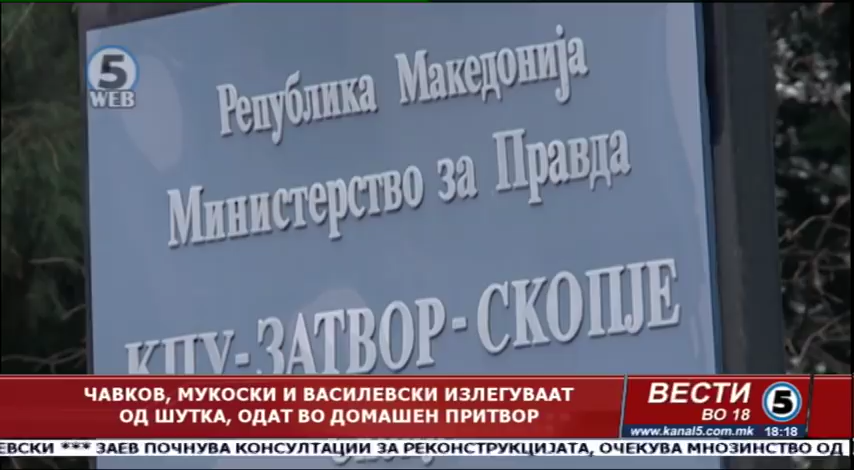 5
WEB
Република Македонија
Министерство за Правда
КПУ-ЗАТВОР-СКОПЈЕ
ЧАВКОВ, МУКОСКИ И ВАСИЛЕВСКИ ИЗЛЕГУВААТ
ОД ШУТКА, ОДАТ ВО ДОМАШЕН ПРИТВОР
ВЕСТИ
ВО 18
5
www.kanal5.com.mk 18:18
ЕВСКИ *** ЗАЕВ ПОЧНУВА КОНСУЛТАЦИИ ЗА РЕКОНСТРУКЦИЈАТА, ОЧЕКУВА МНОЗИНСТВО ОД